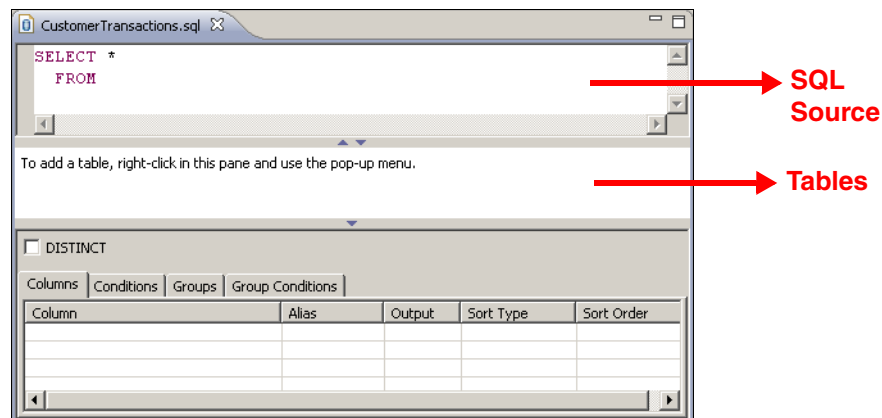 CustomerTransactions.sql
SELECT *
FROM
SQL
Source
To add a table, right-click in this pane and use the pop-up menu.
Tables
DISTINCT
Columns Conditions Groups Group Conditions
Column Alias Output Sort Type Sort Order